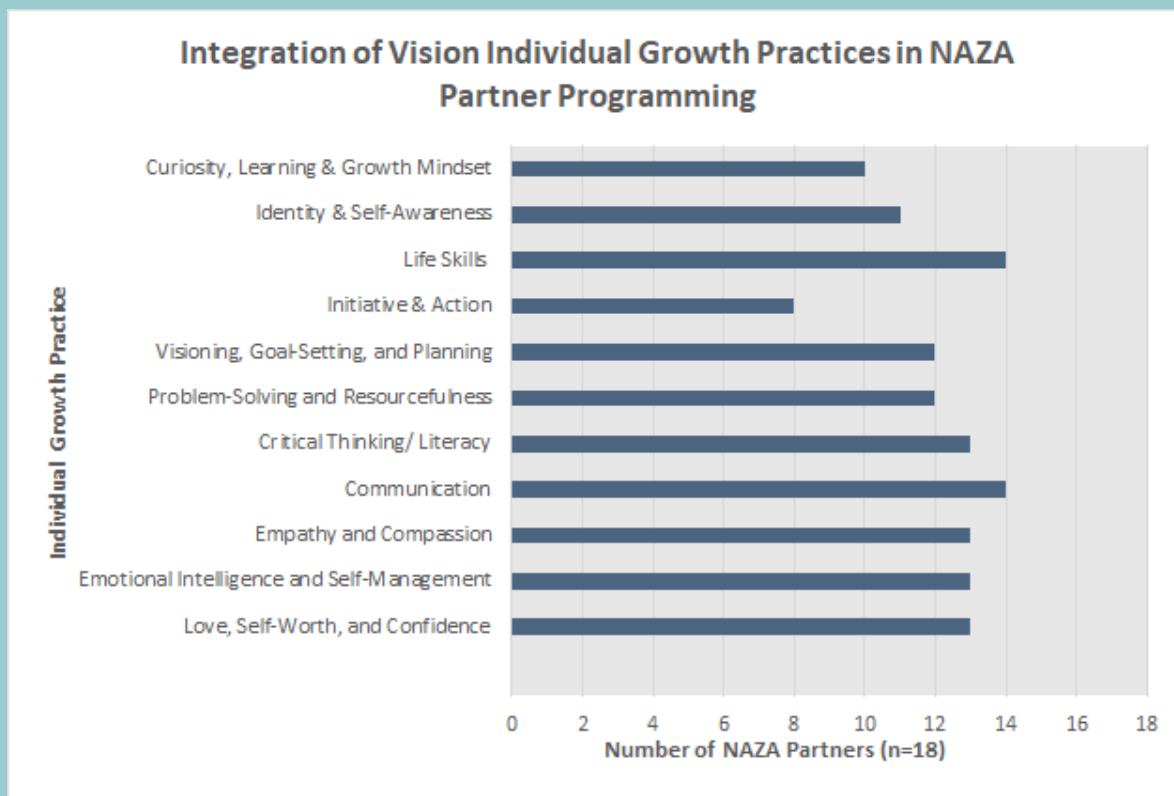 Integration of Vision Individual Growth Practices in NAZA
Partner Programming
Individual Growth Practice
Curiosity, Learning & Growth Mindset
Identity & Self-Awareness
Life Skills
Initiative & Action
Visioning, Goal-Setting, and Planning
Problem-Solving and Resourcefulness
Critical Thinking/ Literacy
Communication
Empathy and Compassion
Emotional Intelligence and Self-Management
Love, Self-Worth, and Confidence
0 2 4 6 8 10 12 14 16 18
Number of NAZA Partners (n=18)